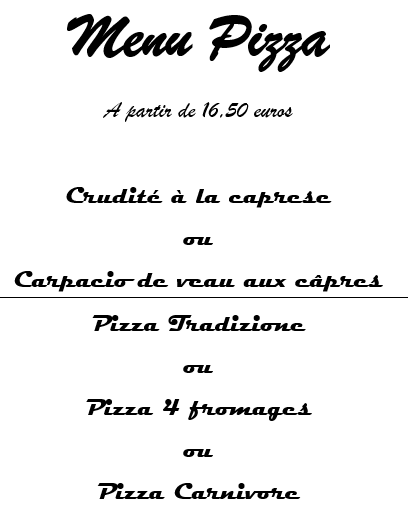 Menu Pizza
A partir de 16,50 euros
Crudité à la caprese
ou
Carpacio de veau aux câpres
Pizza Tradizione
ou
Pizza 4 fromages
ou
Pizza Carnivore